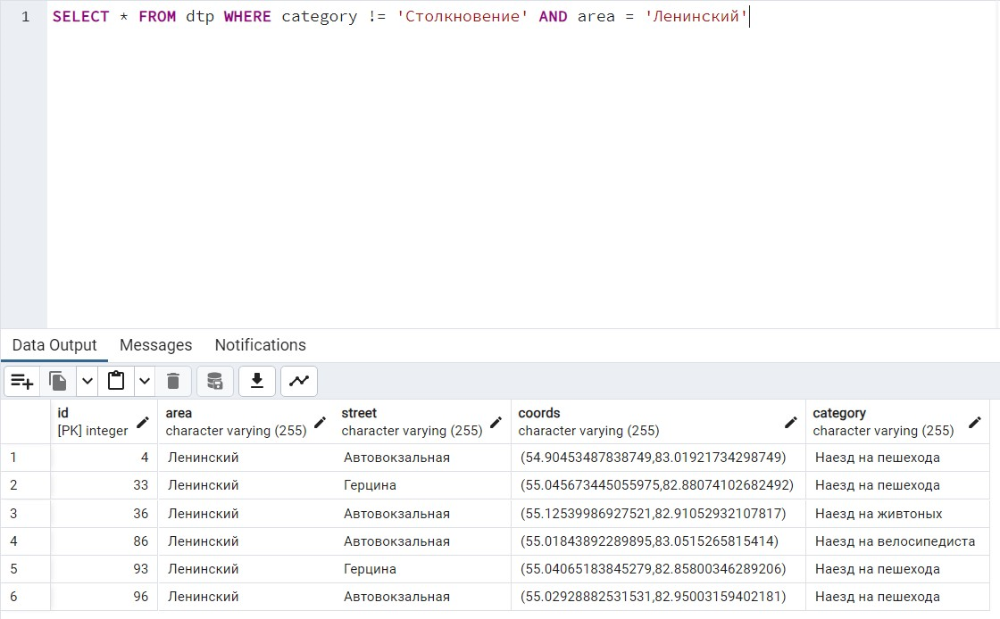 1 SELECT * FROM dtp WHERE category != 'Столкновение' AND area = 'Ленинский'
Data Output Messages Notifications
id area street coords category
[PK] integer character varying (255) character varying (255) character varying (255) character varying (255)
1 4 Ленинский Автовокзальная (54.90453487838749,83.01921734298749) Наезд на пешехода
2 33 Ленинский Герцина (55.045673445055975,82.88074102682492) Наезд на пешехода
3 36 Ленинский Автовокзальная (55.12539986927521,82.91052932107817) Наезд на живтоных
4 86 Ленинский Автовокзальная (55.01843892289895,83.0515265815414) Наезд на велосипедиста
5 93 Ленинский Герцина (55.04065183845279,82.85800346289206) Наезд на пешехода
6 96 Ленинский Автовокзальная (55.02928882531531,82.95003159402181) Наезд на пешехода